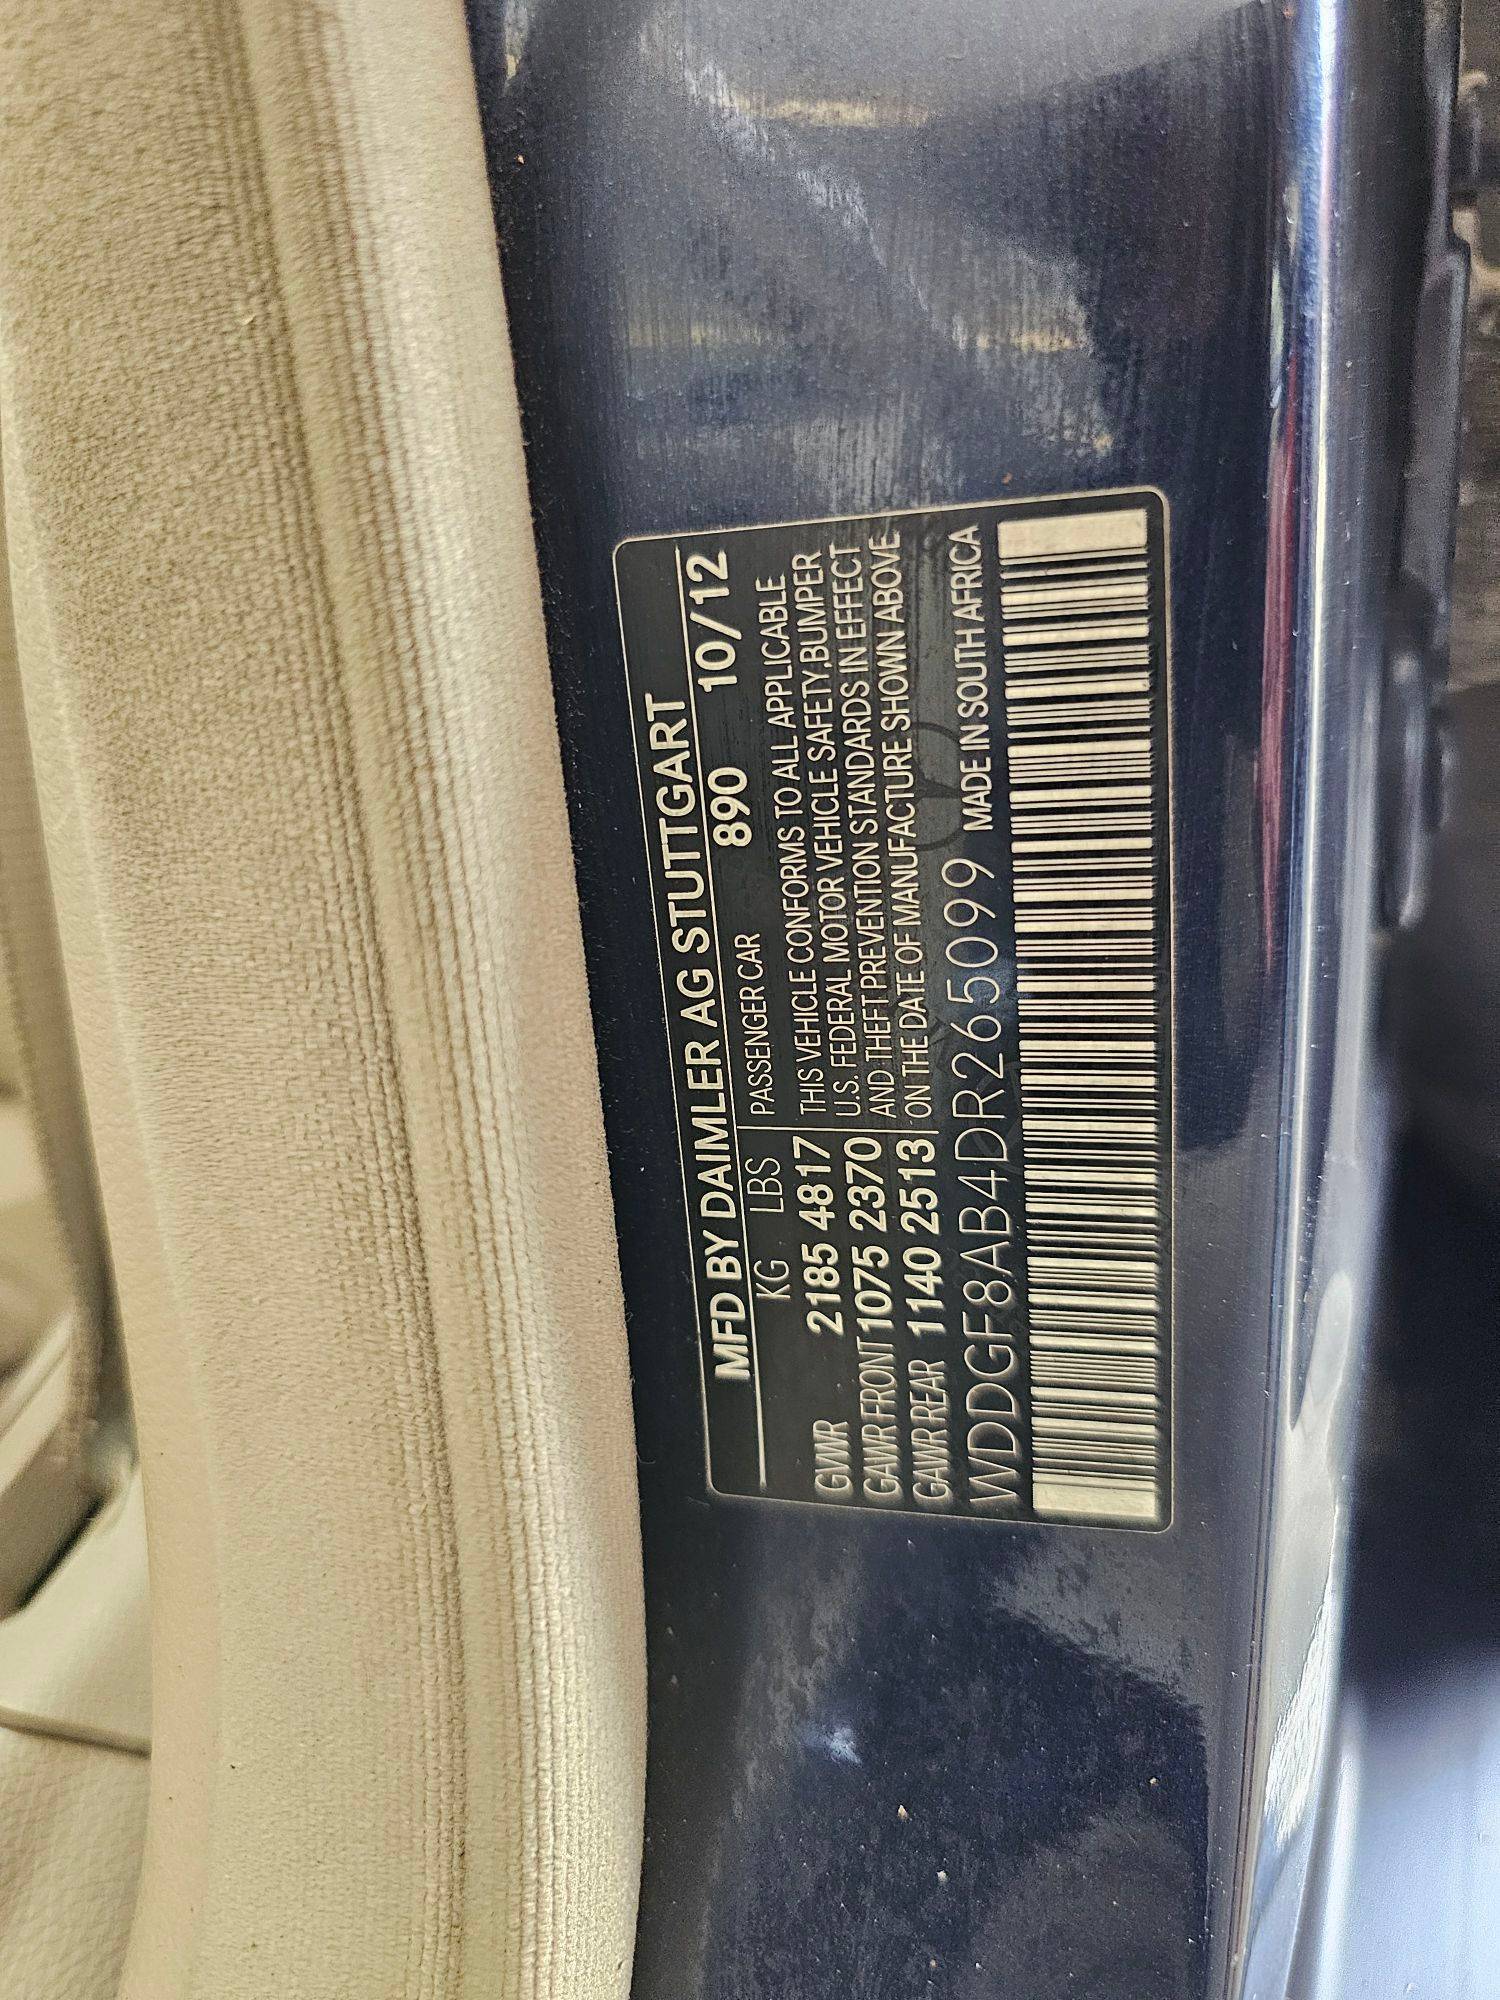 MFD BY DAIMLER AG STUTTGART
KG LBS PASSENGER CAR 890 10/12
GVWR 2185 4817 THIS VEHICLE CONFORMS TO ALL APPLICABLE
GAWR FRONT 1075 2370 U.S. FEDERAL MOTOR VEHICLE SAFETY,BUMPER
GAWR REAR 1140 2513 AND THEFT PREVENTION STANDARDS IN EFFECT
ON THE DATE OF MANUFACTURE SHOWN ABOVE
WDDGF8AB4DR265099 MADE IN SOUTH AFRICA